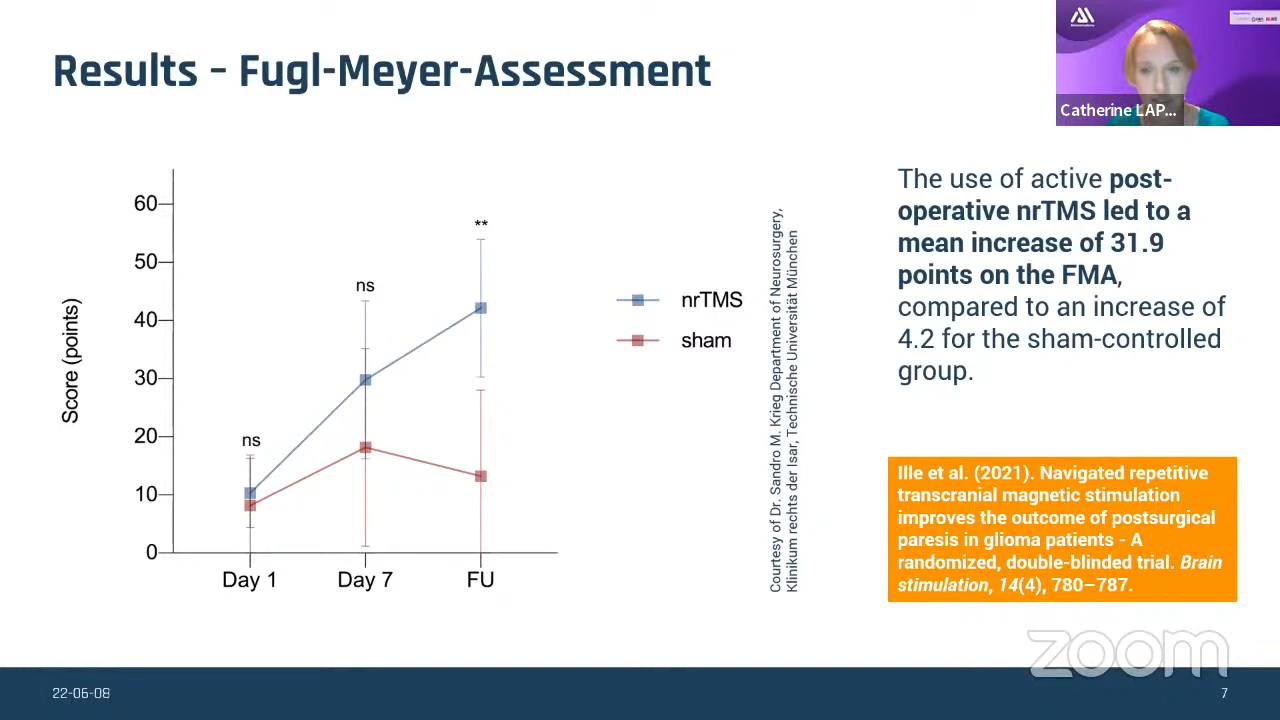 Results – Fugl-Meyer-Assessment
Catherine LAP...
Score (points)
60
50
40
30
20
10
0
ns
ns
**
Day 1
Day 7
FU
nrTMS
sham
Courtesy of Dr. Sandro M. Krieg Department of Neurosurgery,
Klinikum rechts der Isar, Technische Universität München
The use of active post-
operative nrTMS led to a
mean increase of 31.9
points on the FMA,
compared to an increase of
4.2 for the sham-controlled
group.
Ille et al. (2021). Navigated repetitive
transcranial magnetic stimulation
improves the outcome of postsurgical
paresis in glioma patients - A
randomized, double-blinded trial. Brain
stimulation, 14(4), 780–787.
zoom
22-06-08
7